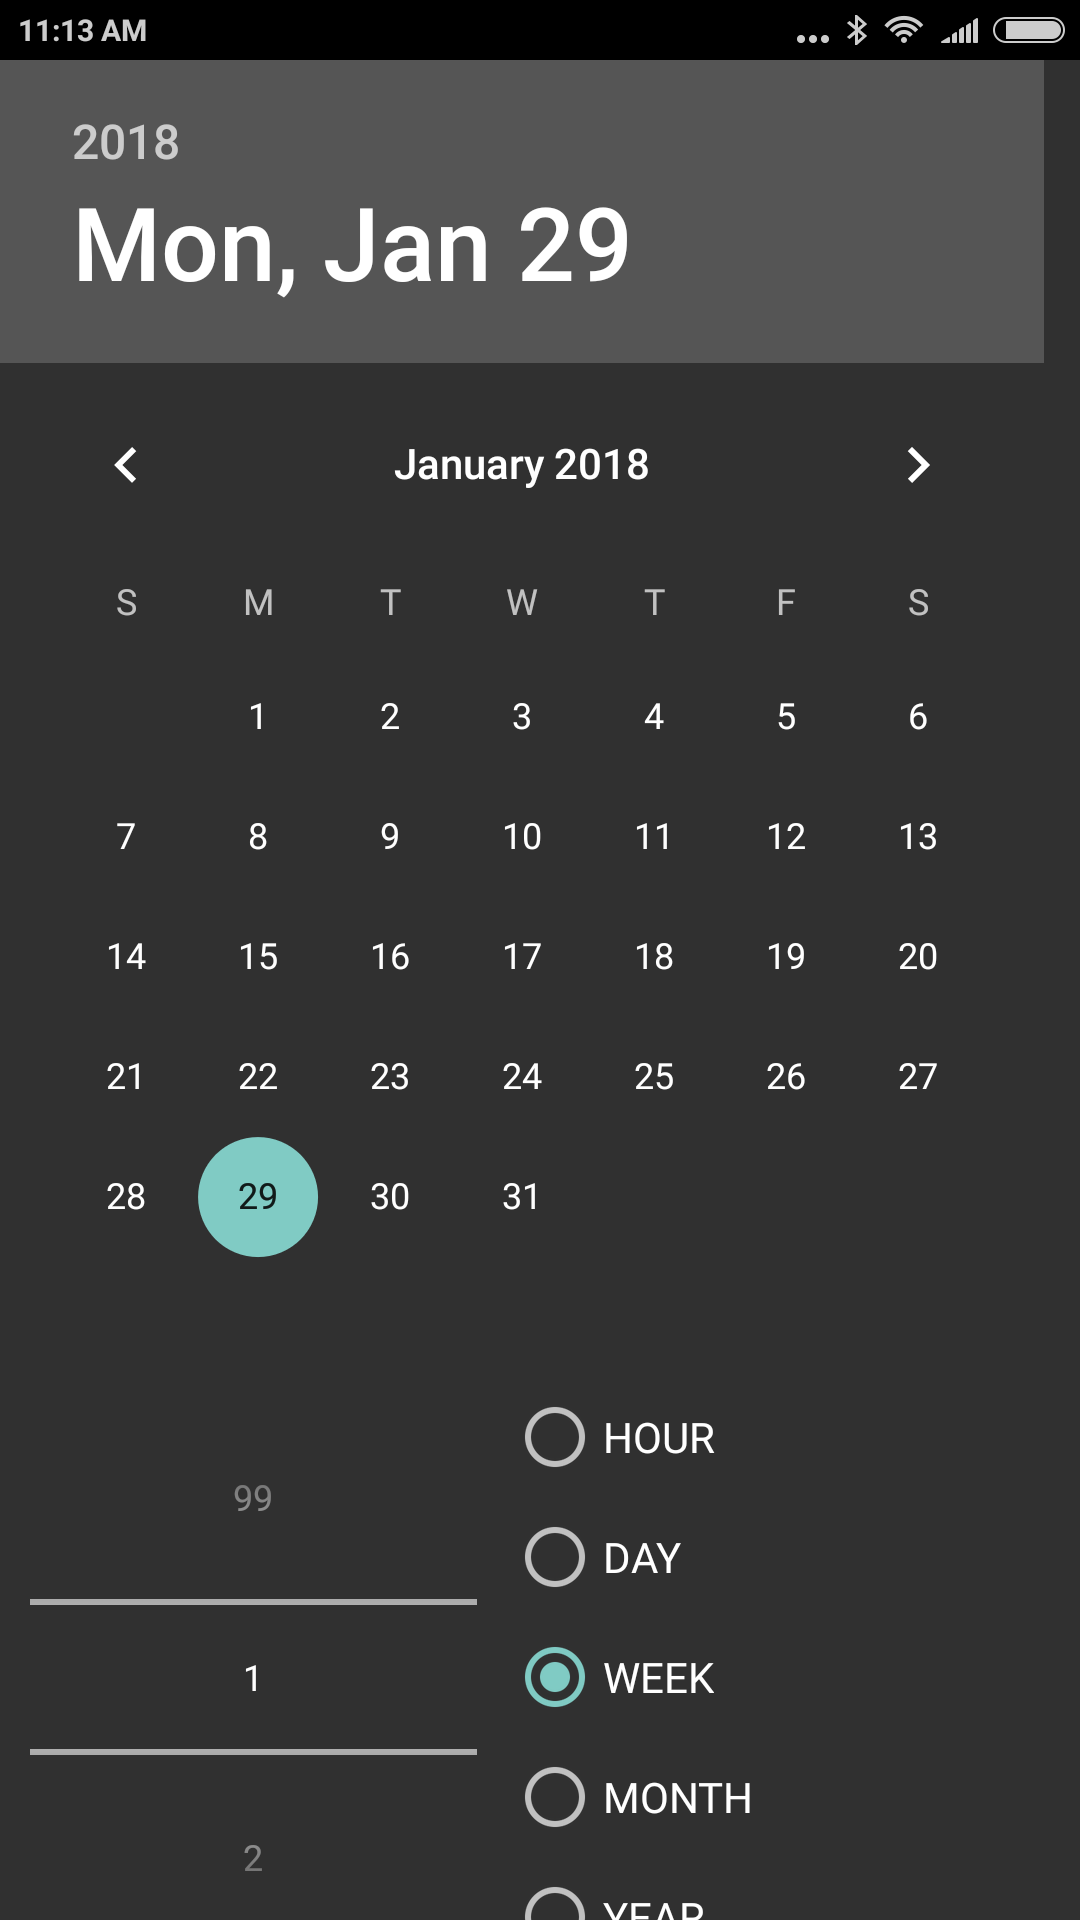 11:13 AM
2018
Mon, Jan 29
January 2018
S M T W T F S
1 2 3 4 5 6
7 8 9 10 11 12 13
14 15 16 17 18 19 20
21 22 23 24 25 26 27
28 29 30 31
99
1
2
HOUR
DAY
WEEK
MONTH
YEAR